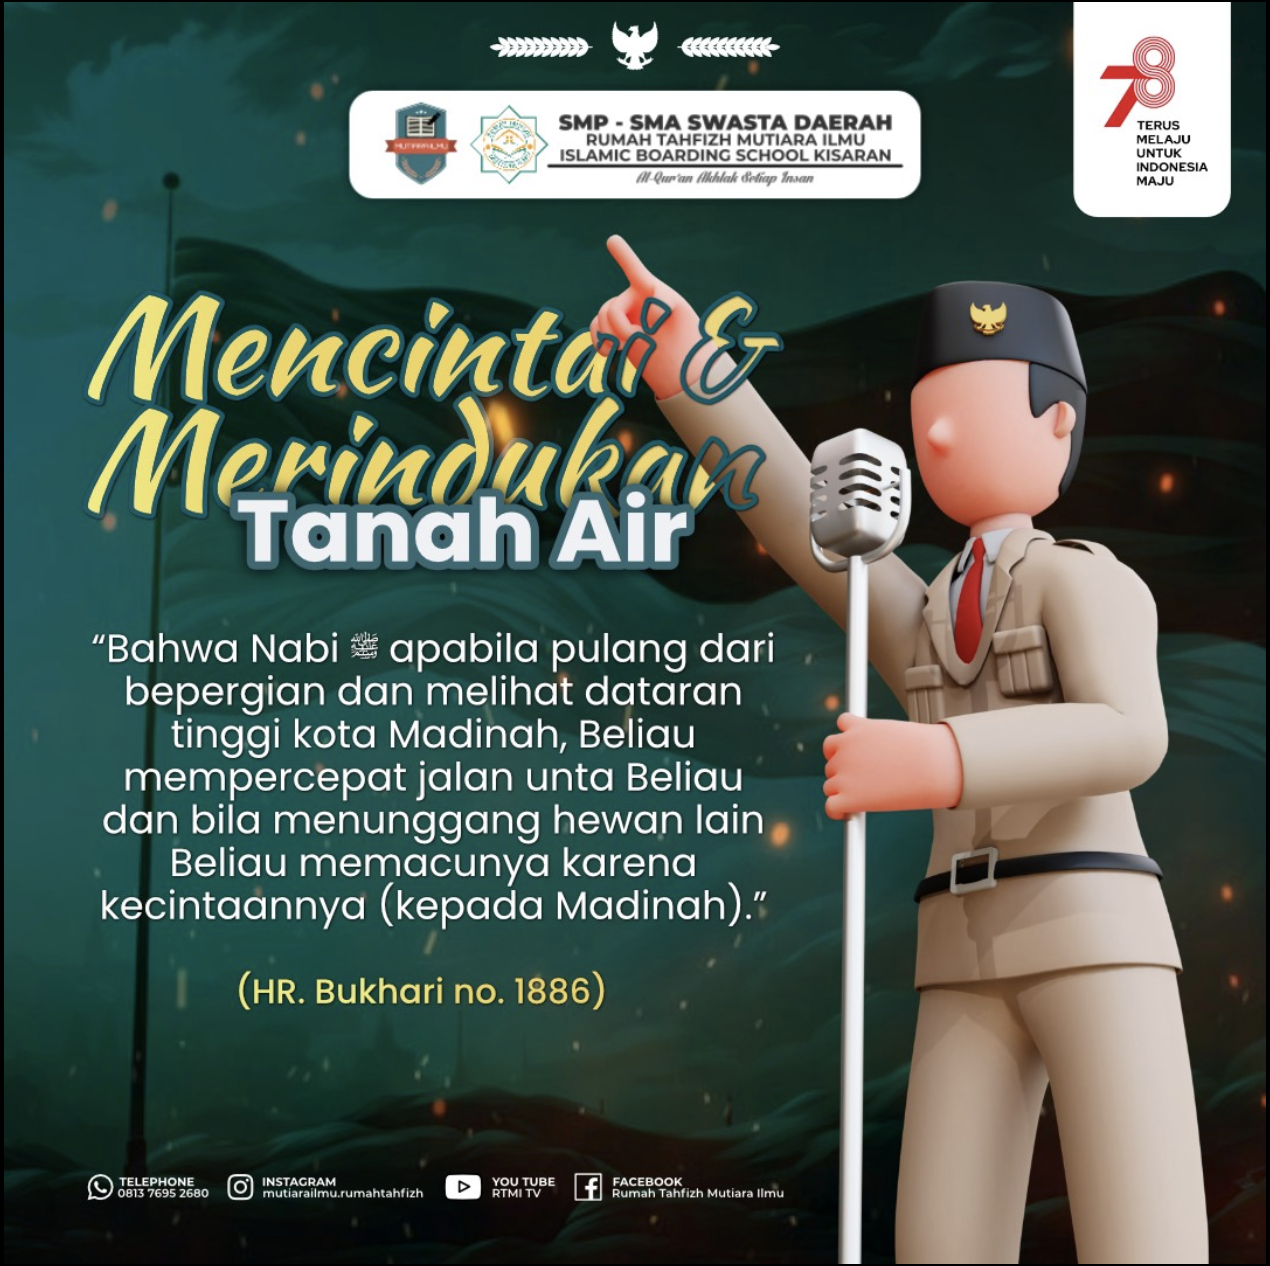 SMP - SMA SWASTA DAERAH
RUMAH TAHFIZH MUTIARA ILMU
ISLAMIC BOARDING SCHOOL KISARAN
Al-Qur'an Akhlak Setiap Insan
MUTIARA ILMU
78
TERUS
MELAJU
UNTUK
INDONESIA
MAJU
Mencintai &
Merindukan
Tanah Air
“Bahwa Nabi ﷺ apabila pulang dari
bepergian dan melihat dataran
tinggi kota Madinah, Beliau
mempercepat jalan unta Beliau
dan bila menunggang hewan lain
Beliau memacunya karena
kecintaannya (kepada Madinah).”
(HR. Bukhari no. 1886)
TELEPHONE
0813 7695 2680
INSTAGRAM
mutiarailmu.rumahtahfizh
YOU TUBE
RTMI TV
FACEBOOK
Rumah Tahfizh Mutiara Ilmu